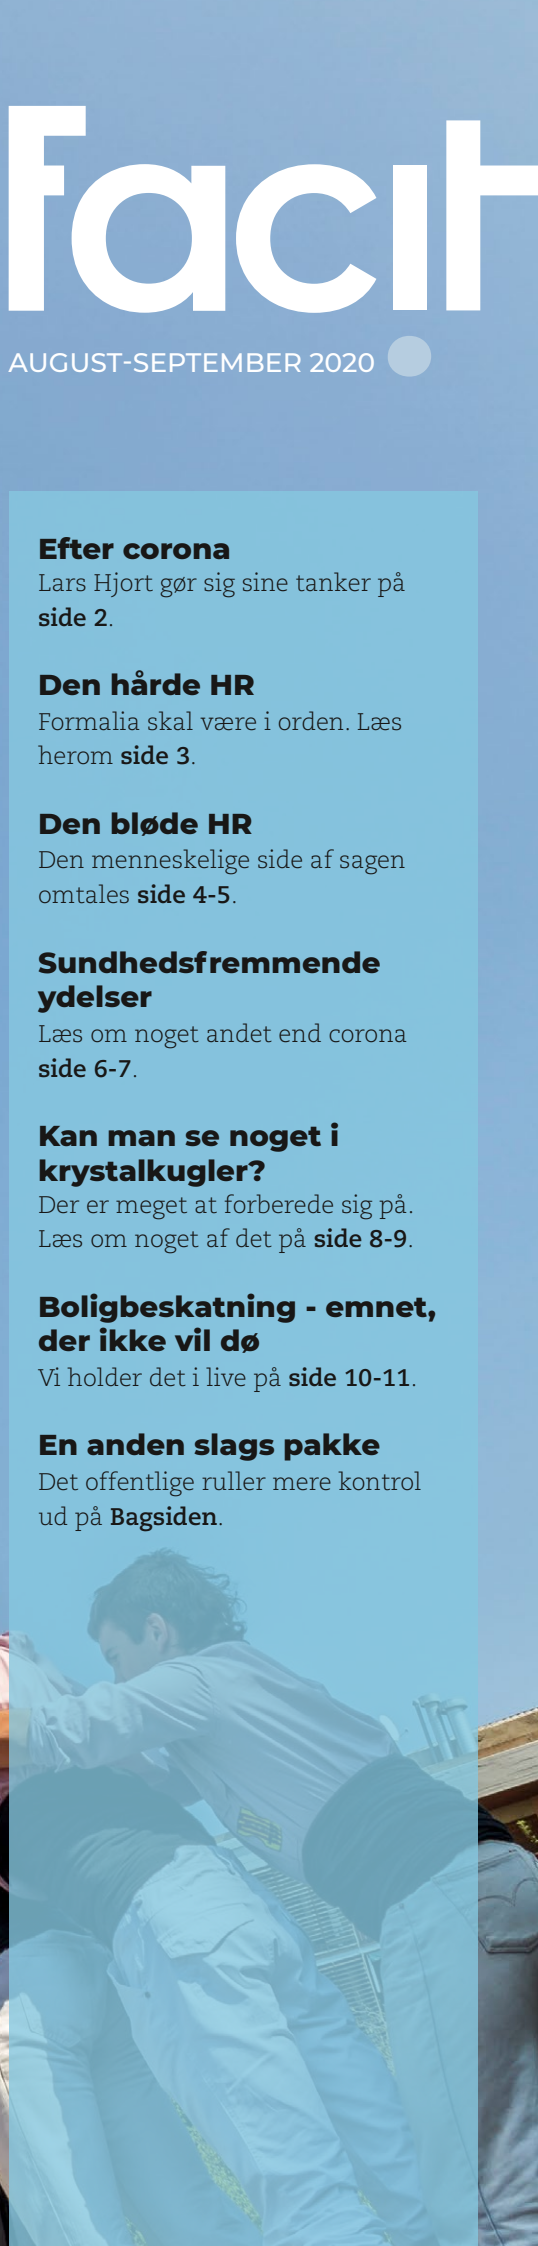 facit
AUGUST-SEPTEMBER 2020
Efter corona
Lars Hjort gør sig sine tanker på
side 2.
Den hårde HR
Formalia skal være i orden. Læs
herom side 3.
Den bløde HR
Den menneskelige side af sagen
omtales side 4-5.
Sundhedsfremmende
ydelser
Læs om noget andet end corona
side 6-7.
Kan man se noget i
krystalkugler?
Der er meget at forberede sig på.
Læs om noget af det på side 8-9.
Boligbeskatning - emnet,
der ikke vil dø
Vi holder det i live på side 10-11.
En anden slags pakke
Det offentlige ruller mere kontrol
ud på Bagsiden.